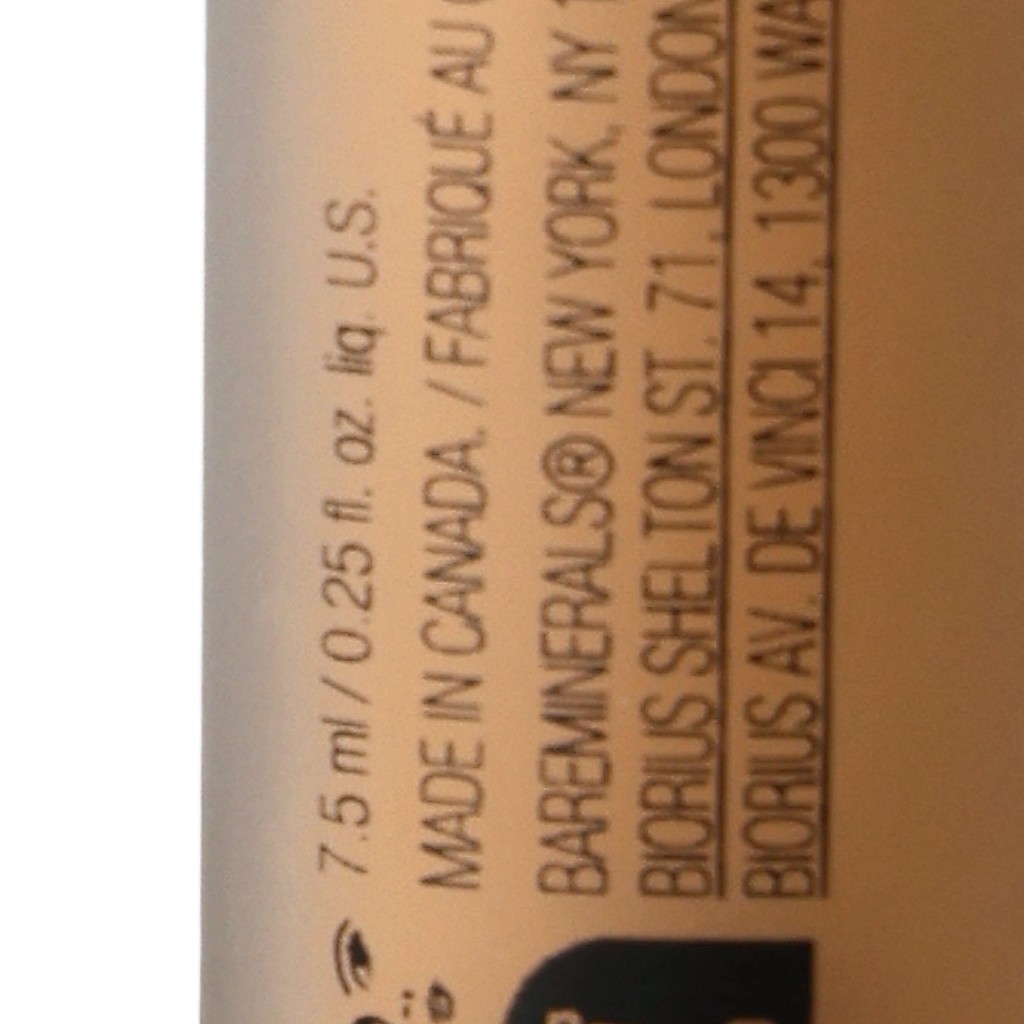 7.5 ml / 0.25 fl. oz. liq. U.S.
MADE IN CANADA. / FABRIQUÉ AU
BAREMINERALS® NEW YORK, NY
BIORIUS SHELTON ST. 71, LONDON
BIORIUS AV. DE VINCI 14, 1300